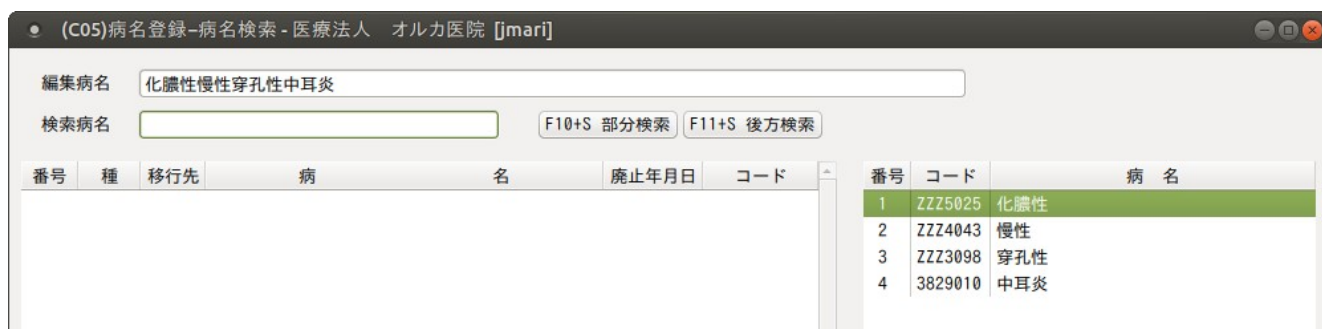 (C05)病名登録–病名検索 - 医療法人　オルカ医院 [jmari]
編集病名 化膿性慢性穿孔性中耳炎
検索病名 F10+S 部分検索 F11+S 後方検索
番号 種 移行先 病 名 廃止年月日 コード 番号 コード 病 名
1 ZZZ5025 化膿性
2 ZZZ4043 慢性
3 ZZZ3098 穿孔性
4 3829010 中耳炎